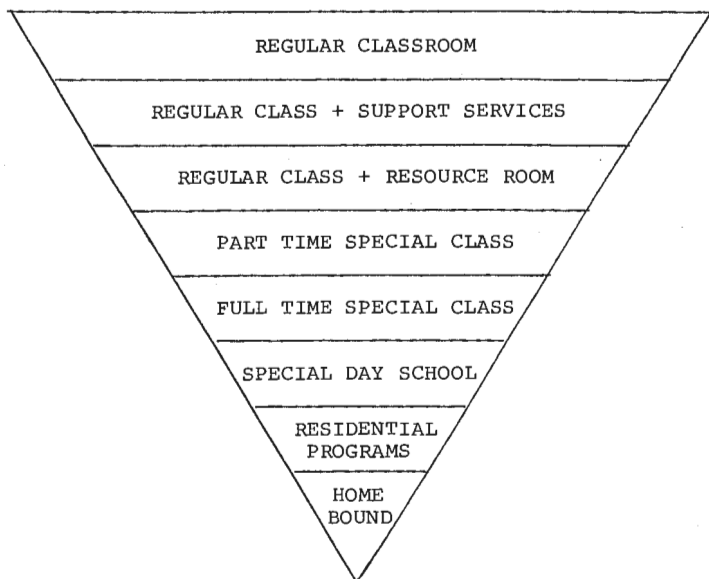 REGULAR CLASSROOM
REGULAR CLASS + SUPPORT SERVICES
REGULAR CLASS + RESOURCE ROOM
PART TIME SPECIAL CLASS
FULL TIME SPECIAL CLASS
SPECIAL DAY SCHOOL
RESIDENTIAL
PROGRAMS
HOME
BOUND